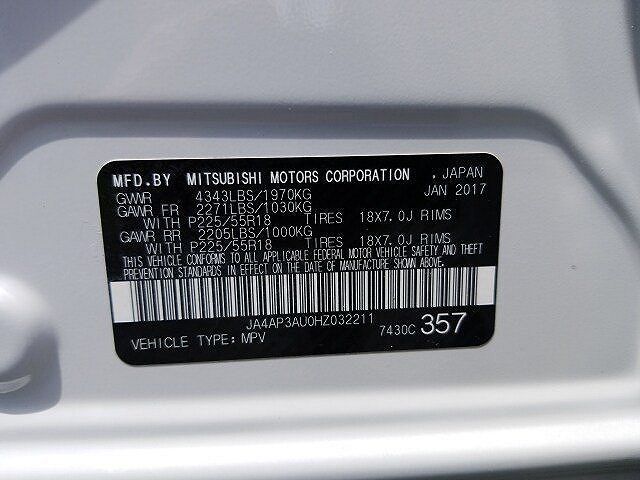 MFD.BY MITSUBISHI MOTORS CORPORATION , JAPAN
JAN 2017
GVWR 4343LBS/1970KG
GAWR FR 2271LBS/1030KG
WITH P225/55R18 TIRES 18X7.0J RIMS
GAWR RR 2205LBS/1000KG
WITH P225/55R18 TIRES 18X7.0J RIMS
THIS VEHICLE CONFORMS TO ALL APPLICABLE FEDERAL MOTOR VEHICLE SAFETY AND THEFT
PREVENTION STANDARDS IN EFFECT ON THE DATE OF MANUFACTURE SHOWN ABOVE.
JA4AP3AU0HZ032211
VEHICLE TYPE: MPV 7430C 357